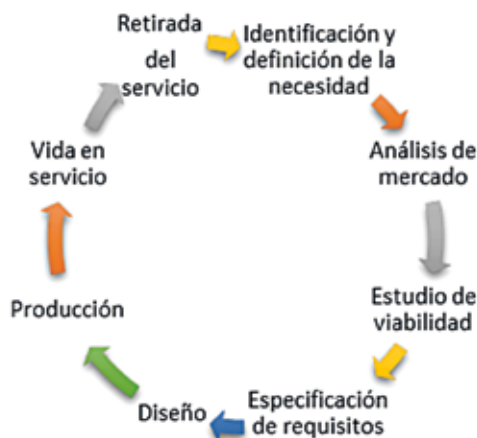 Retirada
del
servicio
Identificación y
definición de la
necesidad
Análisis de
mercado
Estudio de
viabilidad
Especificación
de requisitos
Diseño
Producción
Vida en
servicio